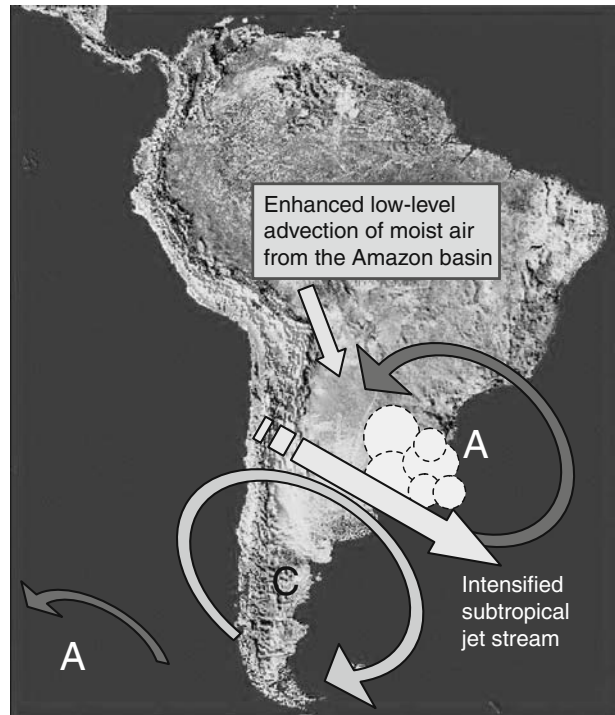 Enhanced low-level
advection of moist air
from the Amazon basin
A
C
Intensified
subtropical
jet stream
A